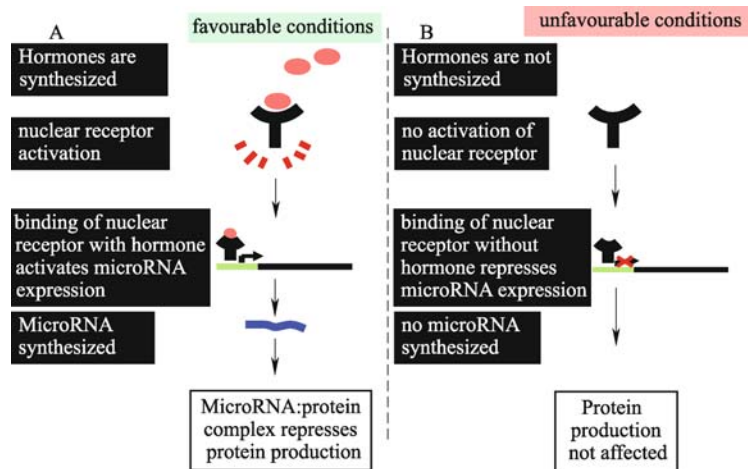 A
favourable conditions
Hormones are
synthesized
nuclear receptor
activation
binding of nuclear
receptor with hormone
activates microRNA
expression
MicroRNA
synthesized
MicroRNA:protein
complex represses
protein production
B
unfavourable conditions
Hormones are not
synthesized
no activation of
nuclear receptor
binding of nuclear
receptor without
hormone represses
microRNA expression
no microRNA
synthesized
Protein
production
not affected